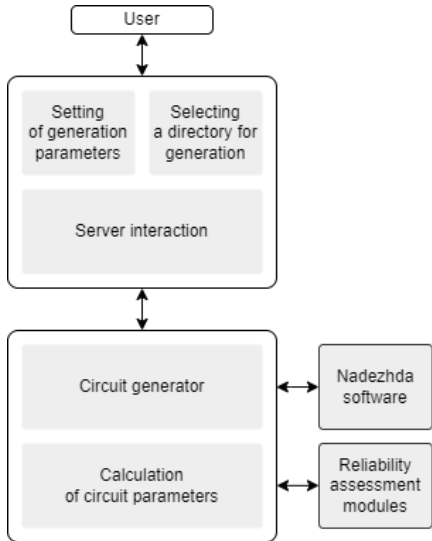 User
Setting
of generation
parameters
Selecting
a directory for
generation
Server interaction
Circuit generator
Nadezhda
software
Calculation
of circuit parameters
Reliability
assessment
modules